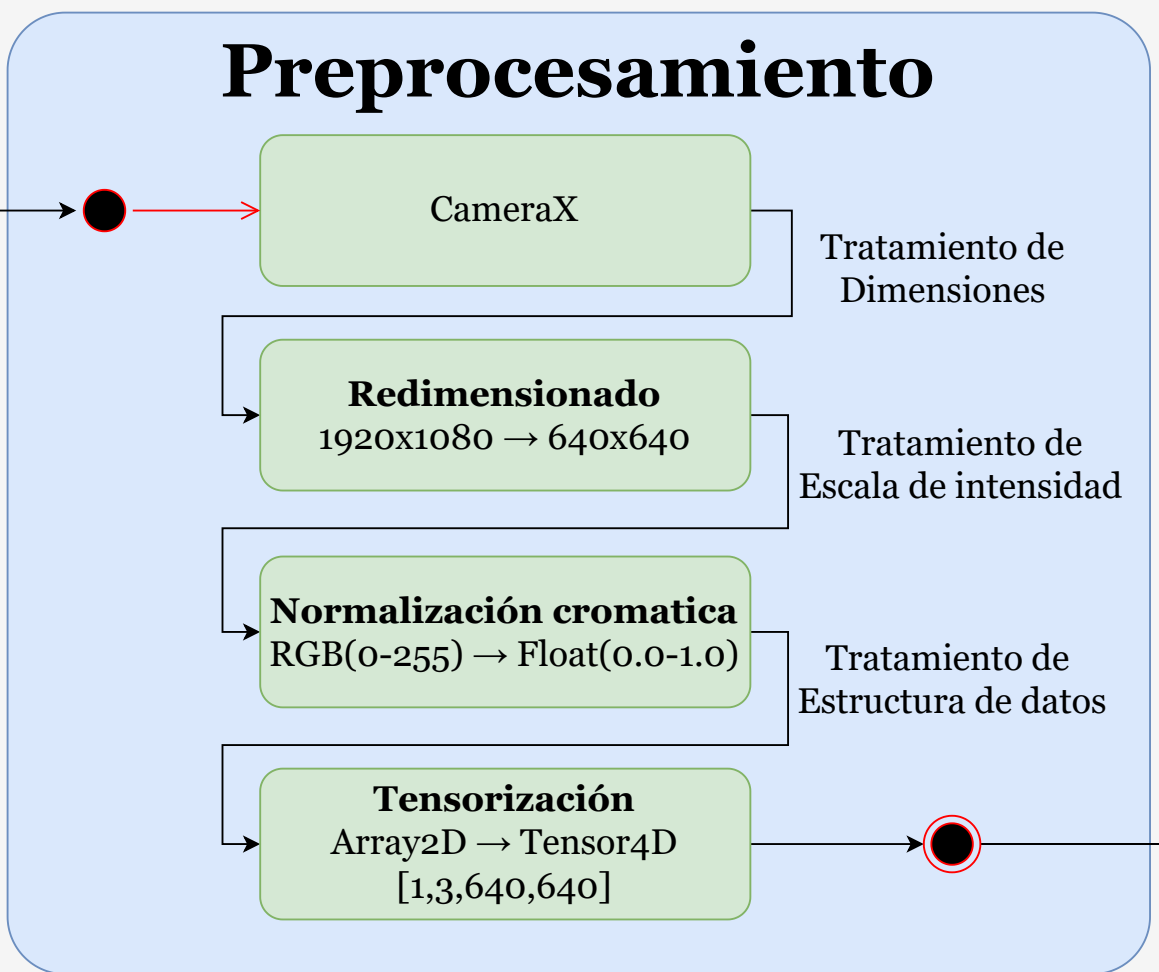 Preprocesamiento
CameraX
Tratamiento de
Dimensiones
Redimensionado
1920x1080 → 640x640
Tratamiento de
Escala de intensidad
Normalización cromatica
RGB(0-255) → Float(0.0-1.0)
Tratamiento de
Estructura de datos
Tensorización
Array2D → Tensor4D
[1,3,640,640]